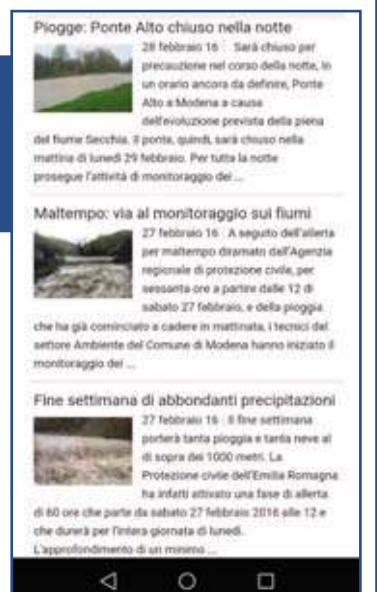 Piogge: Ponte Alto chiuso nella notte
28 febbraio 16 Sarà chiuso per
precauzione nel corso della notte, in
un orario ancora da definire, Ponte
Alto a Modena a causa
dell'evoluzione prevista della piena
del fiume Secchia. Il ponte, quindi, sarà chiuso nella
mattina di lunedì 29 febbraio. Per tutta la notte
prosegue l'attività di monitoraggio dei ...
Maltempo: via al monitoraggio sui fiumi
27 febbraio 16 A seguito dell'allerta
per maltempo diramato dall'Agenzia
regionale di protezione civile, per
sessanta ore a partire dalle 12 di
sabato 27 febbraio, e della pioggia
che ha già cominciato a cadere in mattinata, i tecnici del
settore Ambiente del Comune di Modena hanno iniziato il
monitoraggio dei ...
Fine settimana di abbondanti precipitazioni
27 febbraio 16 Il fine settimana
porterà tanta pioggia e tanta neve al
di sopra dei 1000 metri. La
Protezione civile dell'Emilia Romagna
ha infatti attivato una fase di allerta
di 60 ore che parte da sabato 27 febbraio 2016 alle 12 e
che durerà per l'intera giornata di lunedì.
L'approfondimento di un minimo ...